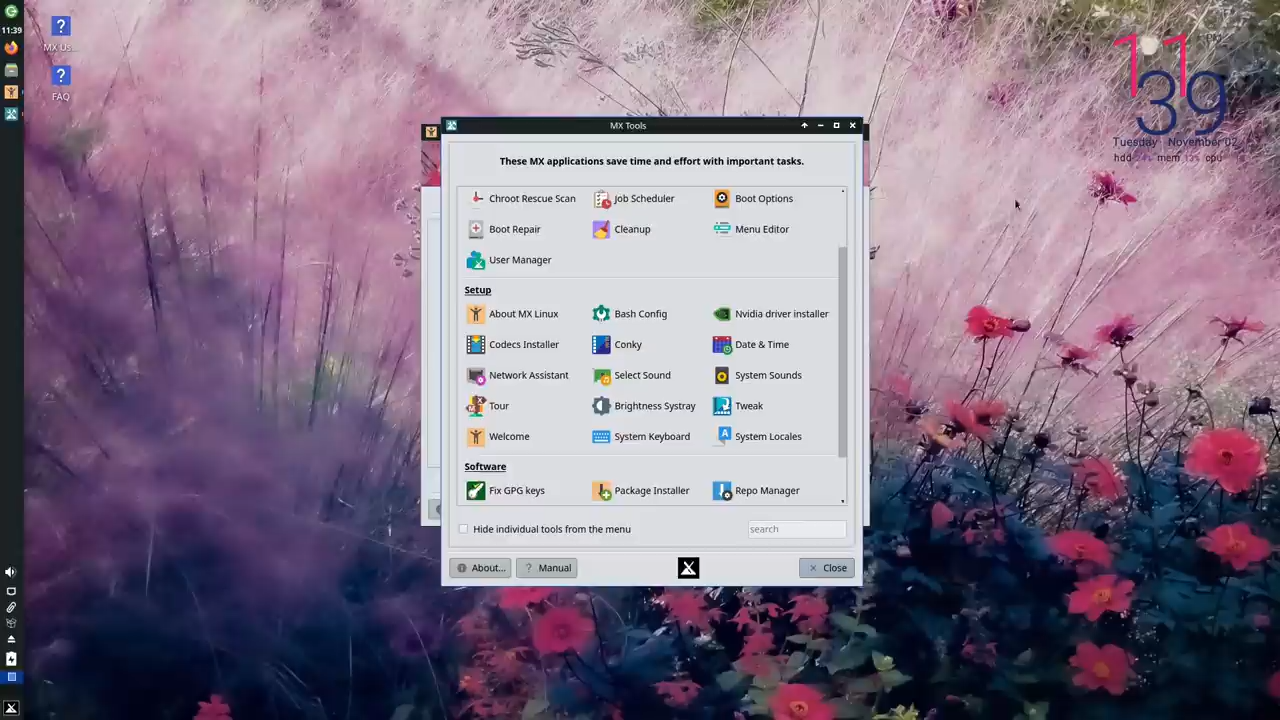 11:39
MX Us...
FAQ
11
39
Tuesday November 02
hdd mem 13% cpu
MX Tools
These MX applications save time and effort with important tasks.
Chroot Rescue Scan Job Scheduler Boot Options
Boot Repair Cleanup Menu Editor
User Manager
Setup
About MX Linux Bash Config Nvidia driver installer
Codecs Installer Conky Date & Time
Network Assistant Select Sound System Sounds
Tour Brightness Systray Tweak
Welcome System Keyboard System Locales
Software
Fix GPG keys Package Installer Repo Manager
Hide individual tools from the menu search
About... ? Manual Close